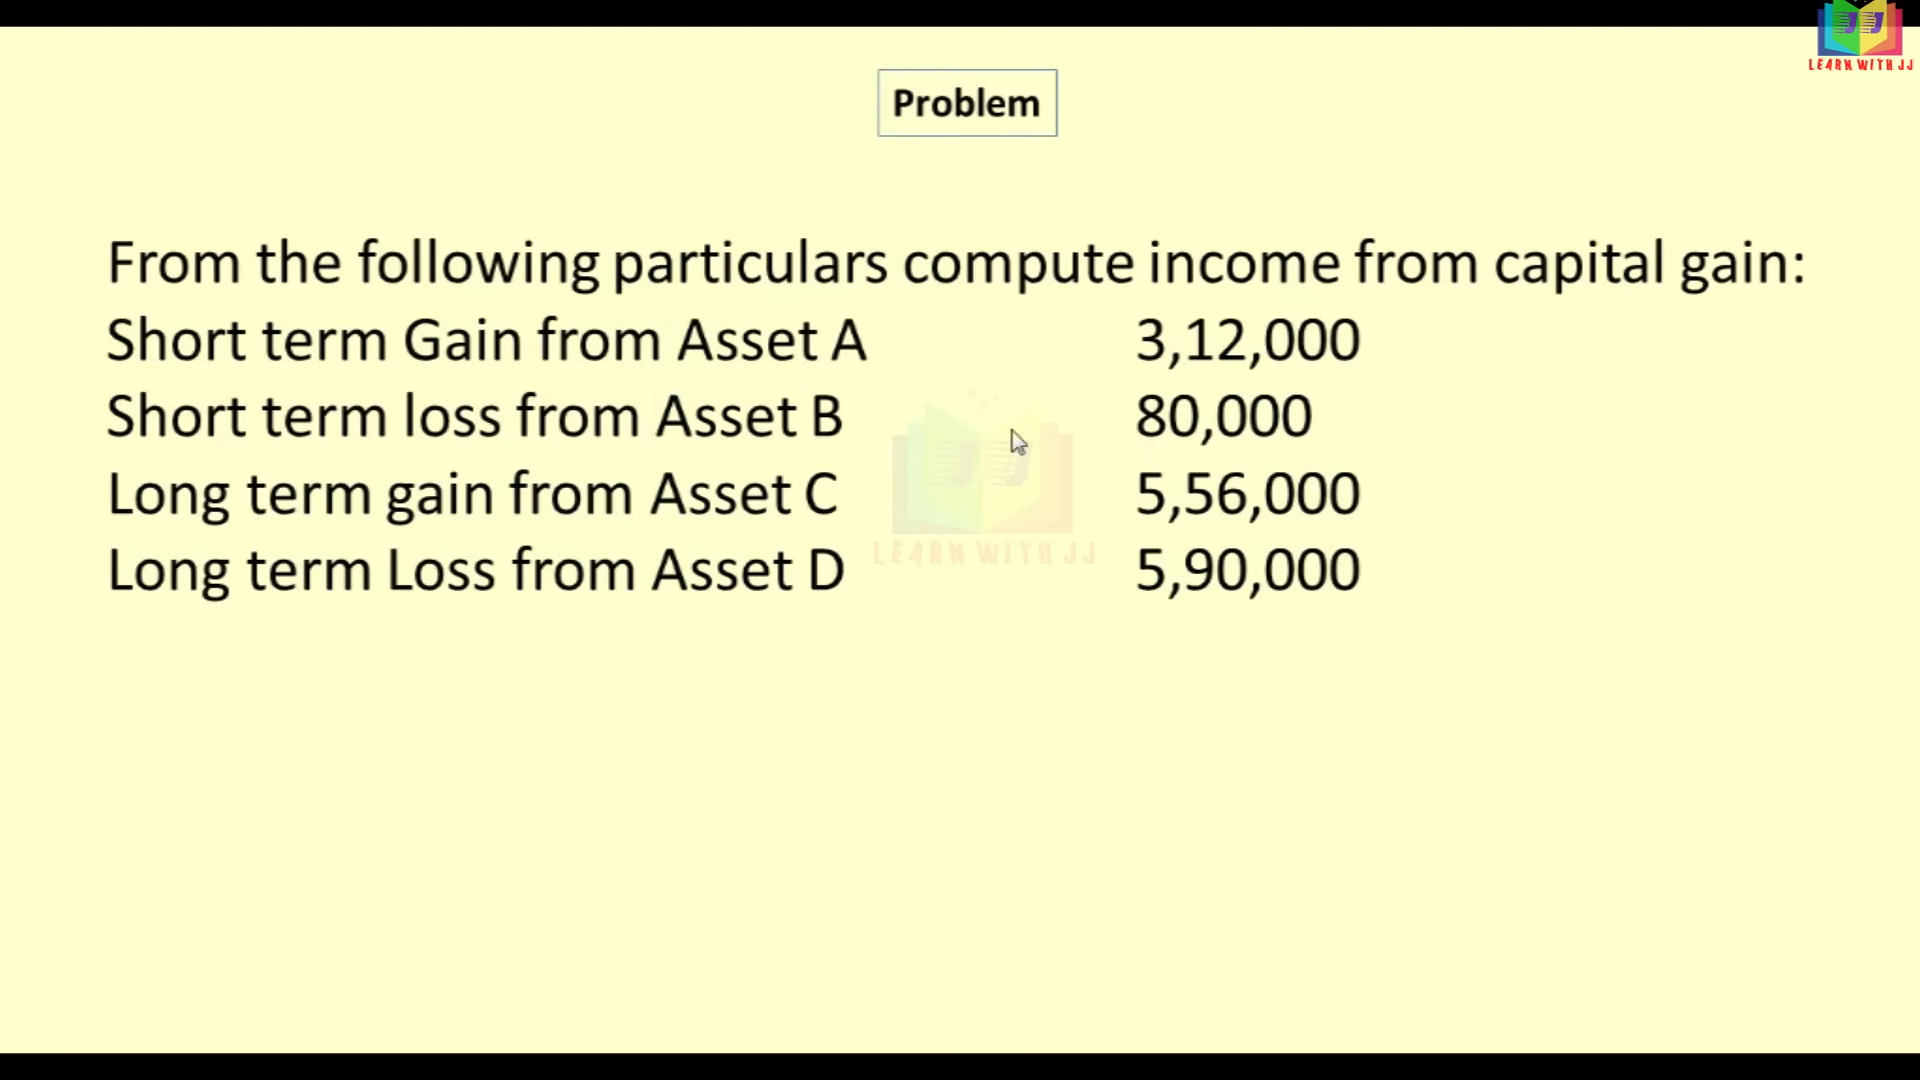 LEARN WITH JJ
Problem
From the following particulars compute income from capital gain:
Short term Gain from Asset A 3,12,000
Short term loss from Asset B 80,000
Long term gain from Asset C 5,56,000
LEARN WITH JJ
Long term Loss from Asset D 5,90,000